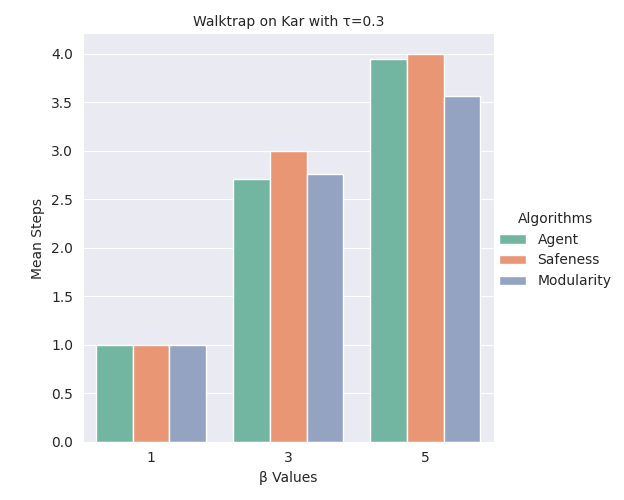 Walktrap on Kar with τ=0.3
Mean Steps
4.0
3.5
3.0
2.5
2.0
1.5
1.0
0.5
0.0
1 3 5
β Values
Algorithms
Agent
Safeness
Modularity